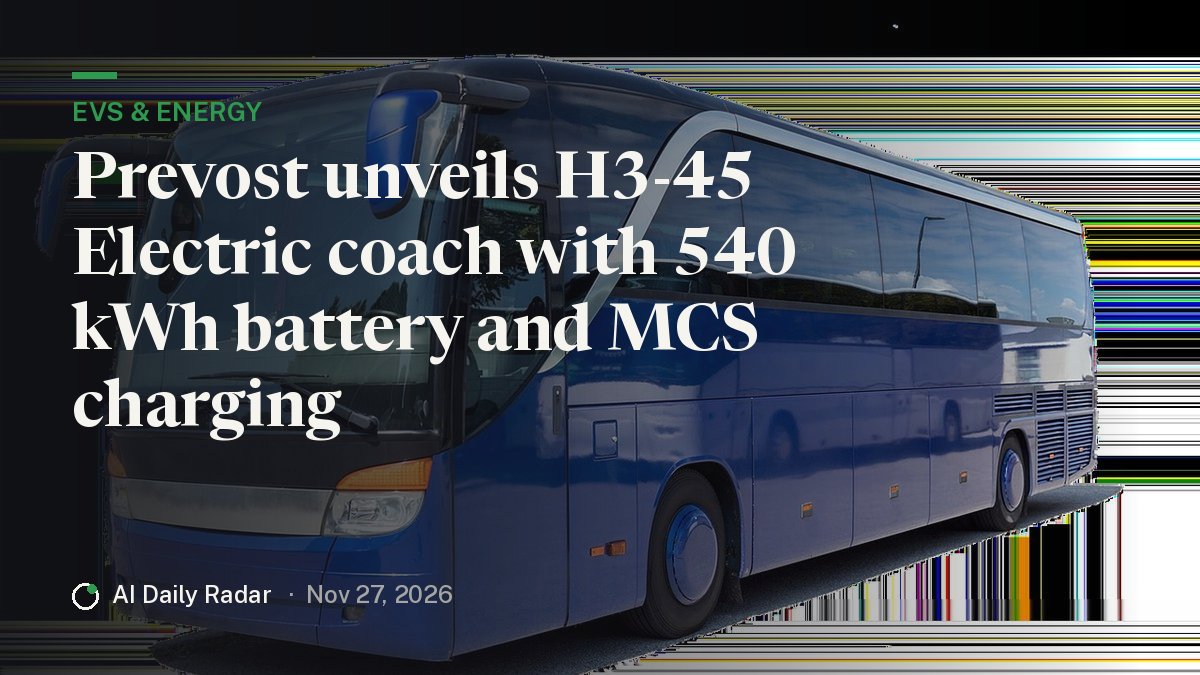 EVS & ENERGY
Prevost unveils H3-45
Electric coach with 540
kWh battery and MCS
charging
AI Daily Radar · Nov 27, 2026